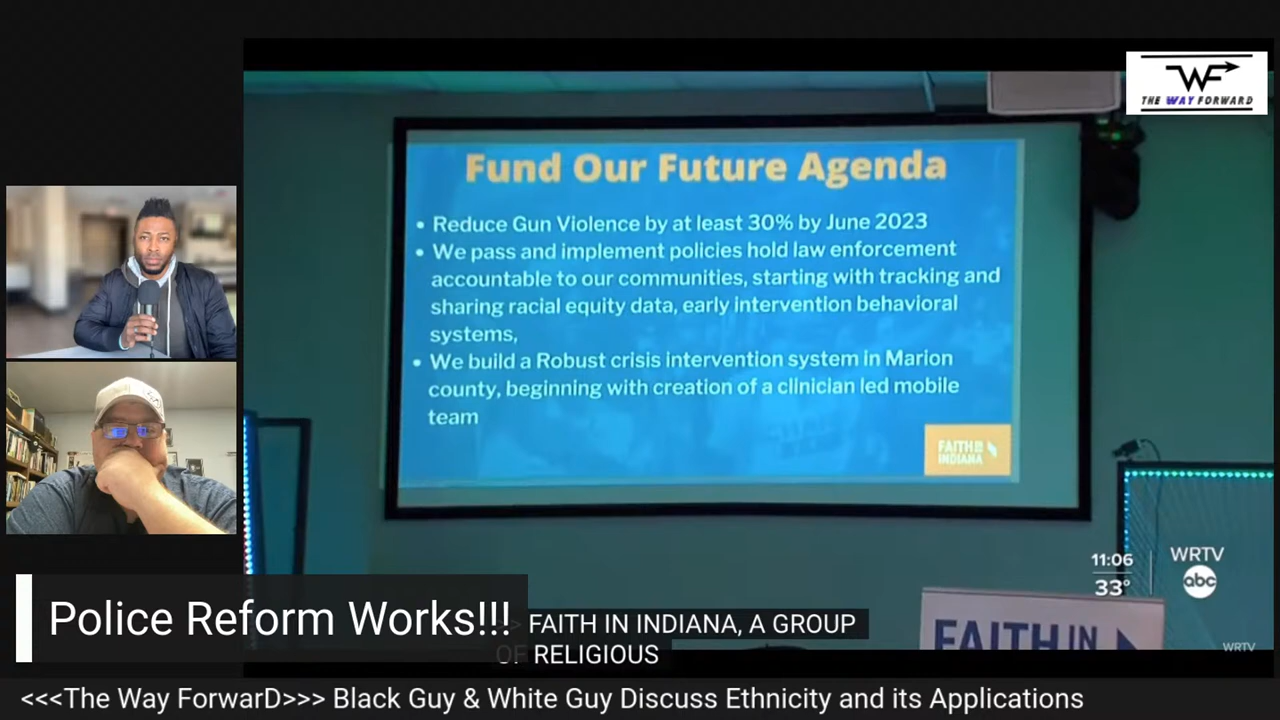 WF
THE WAY FORWARD
Fund Our Future Agenda
• Reduce Gun Violence by at least 30% by June 2023
• We pass and implement policies hold law enforcement
accountable to our communities, starting with tracking and
sharing racial equity data, early intervention behavioral
systems,
• We build a Robust crisis intervention system in Marion
county, beginning with creation of a clinician led mobile
team
FAITH IN
INDIANA
11:06
33°
WRTV
abc
FAITH IN
WRTV
Police Reform Works!!!
>> FAITH IN INDIANA, A GROUP
OF RELIGIOUS
<<<The Way ForwarD>>> Black Guy & White Guy Discuss Ethnicity and its Applications